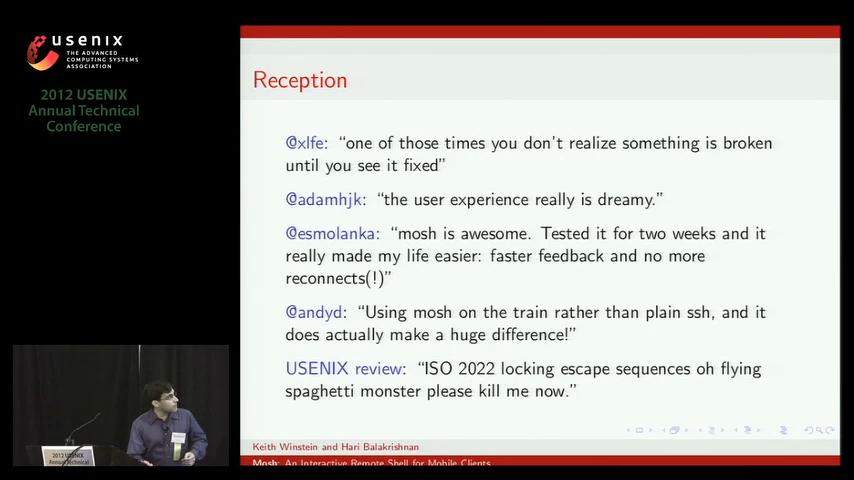 usenix
THE ADVANCED
COMPUTING SYSTEMS
ASSOCIATION
2012 USENIX
Annual Technical
Conference
Reception
@xlfe: “one of those times you don't realize something is broken
until you see it fixed”
@adamhjk: “the user experience really is dreamy.”
@esmolanka: “mosh is awesome. Tested it for two weeks and it
really made my life easier: faster feedback and no more
reconnects(!)”
@andyd: “Using mosh on the train rather than plain ssh, and it
does actually make a huge difference!”
USENIX review: “ISO 2022 locking escape sequences oh flying
spaghetti monster please kill me now.”
Keith Winstein and Hari Balakrishnan
Mosh: An Interactive Remote Shell for Mobile Clients
2012 USENIX
Annual Technical